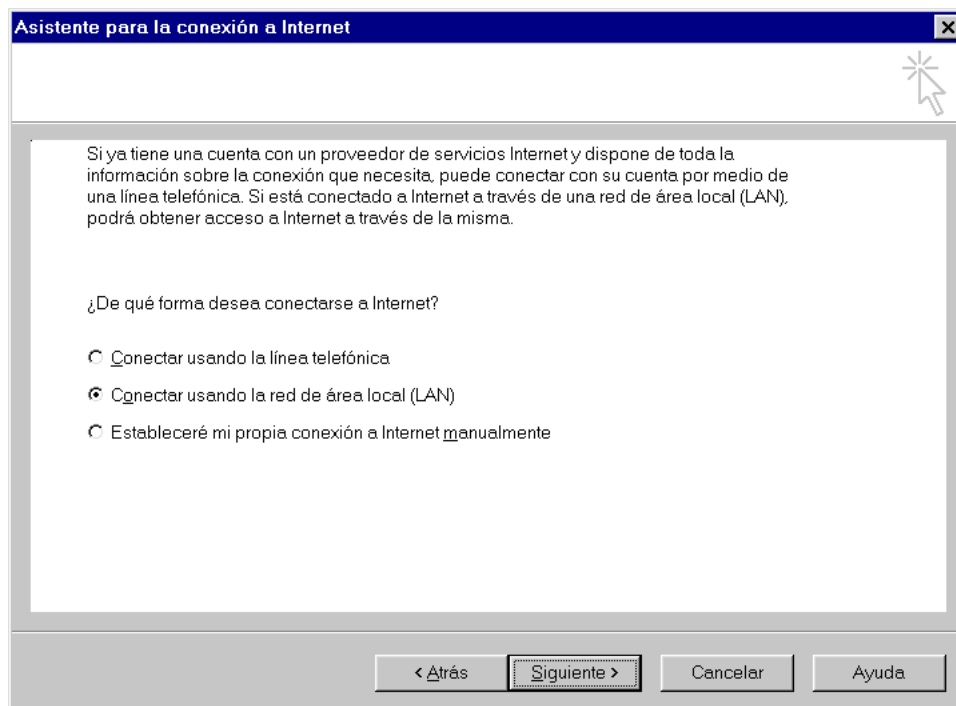 Asistente para la conexión a Internet
Si ya tiene una cuenta con un proveedor de servicios Internet y dispone de toda la
información sobre la conexión que necesita, puede conectar con su cuenta por medio de
una línea telefónica. Si está conectado a Internet a través de una red de área local (LAN),
podrá obtener acceso a Internet a través de la misma.
¿De qué forma desea conectarse a Internet?
Conectar usando la línea telefónica
Conectar usando la red de área local (LAN)
Estableceré mi propia conexión a Internet manualmente
< Atrás
Siguiente >
Cancelar
Ayuda